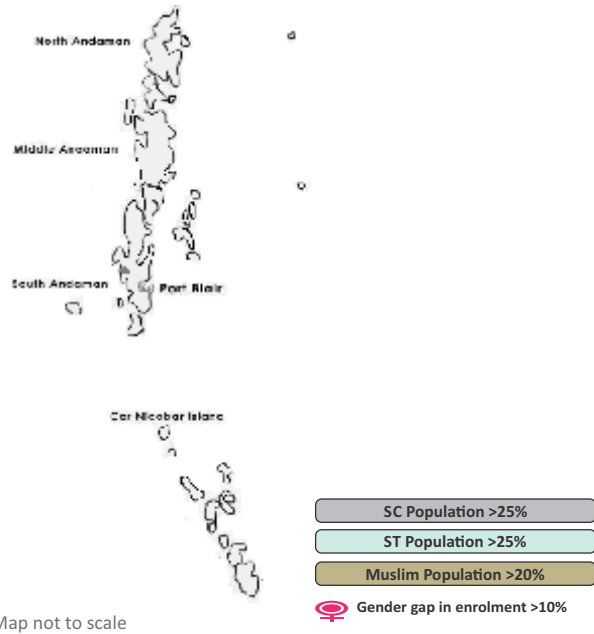 North Andaman
Middle Andaman
South Andaman
Port Blair
Car Nicobar Island
SC Population >25%
ST Population >25%
Muslim Population >20%
Gender gap in enrolment >10%
Map not to scale